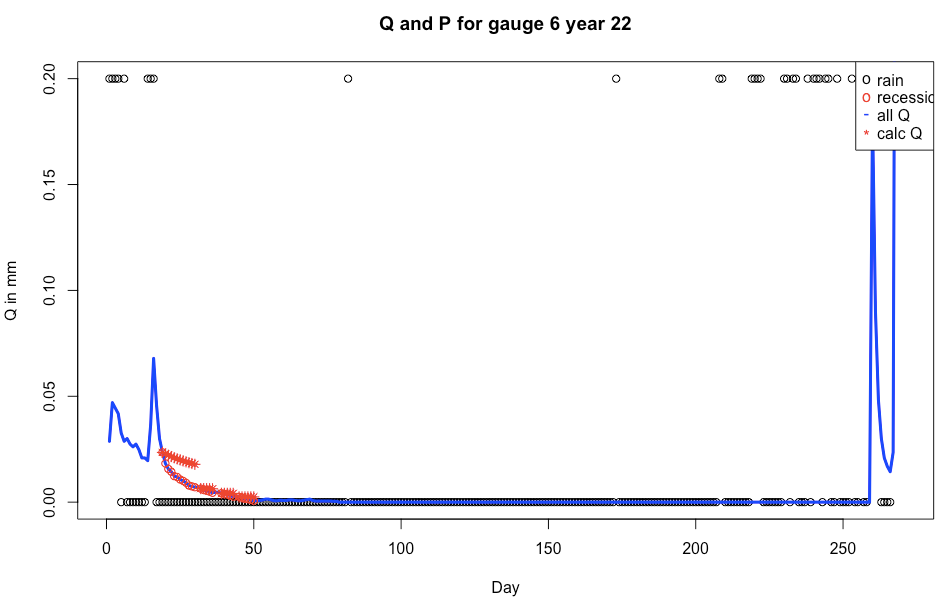 Q and P for gauge 6 year 22
0.20
0.15
0.10
0.05
0.00
Q in mm
o rain
o recessio
- all Q
* calc Q
0 50 100 150 200 250
Day